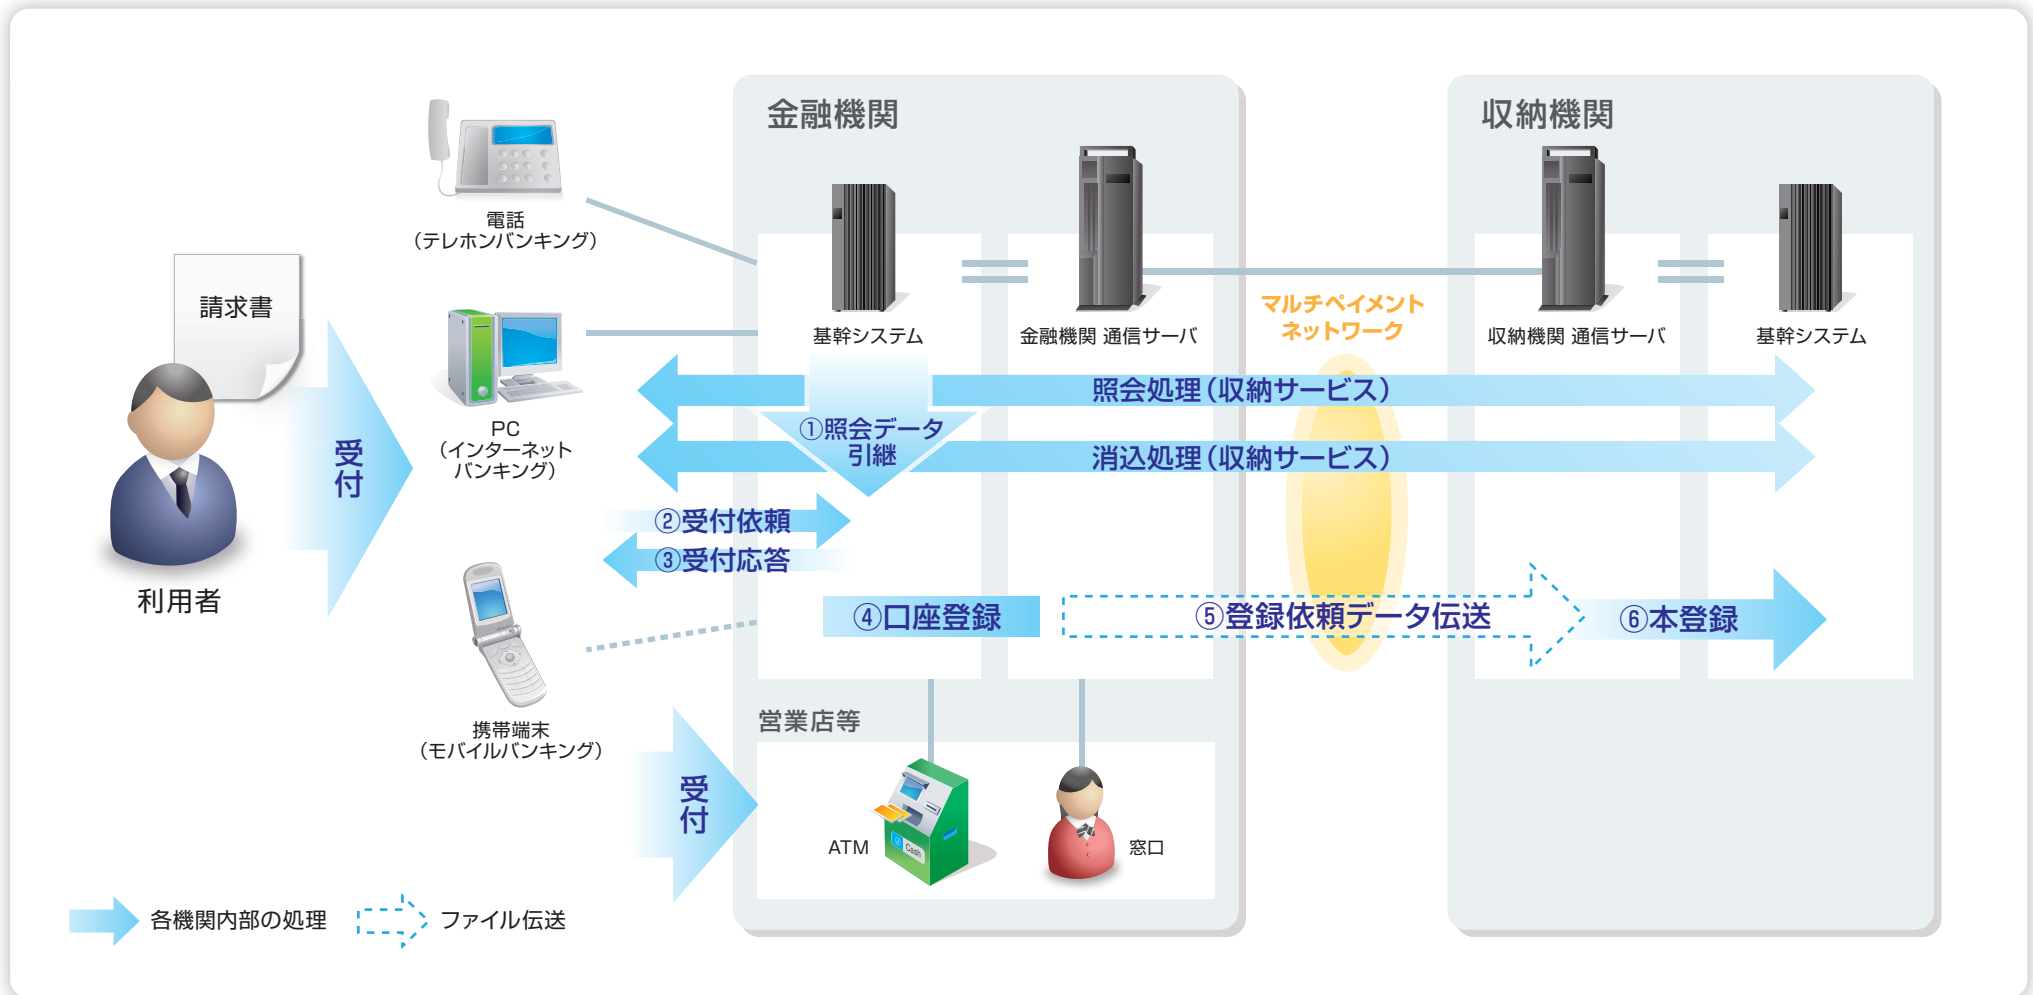 金融機関
収納機関
電話
（テレホンバンキング）
請求書
基幹システム
金融機関 通信サーバ
マルチペイメント
ネットワーク
収納機関 通信サーバ
基幹システム
PC
（インターネット
バンキング）
受付
照会処理（収納サービス）
①照会データ
引継
消込処理（収納サービス）
②受付依頼
③受付応答
利用者
④口座登録
⑤登録依頼データ伝送
⑥本登録
携帯端末
（モバイルバンキング）
営業店等
受付
ATM
Cash
窓口
各機関内部の処理
ファイル伝送